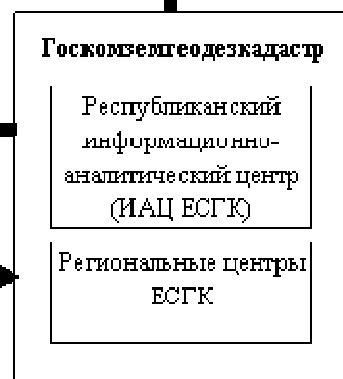 Госкомземгеодезкадастр
Республиканский
информационно-
аналитический центр
(ИАЦ ЕСГК)
Региональные центры
ЕСГК